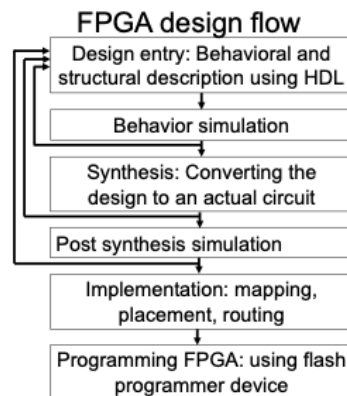 FPGA design flow
Design entry: Behavioral and
structural description using HDL
Behavior simulation
Synthesis: Converting the
design to an actual circuit
Post synthesis simulation
Implementation: mapping,
placement, routing
Programming FPGA: using flash
programmer device